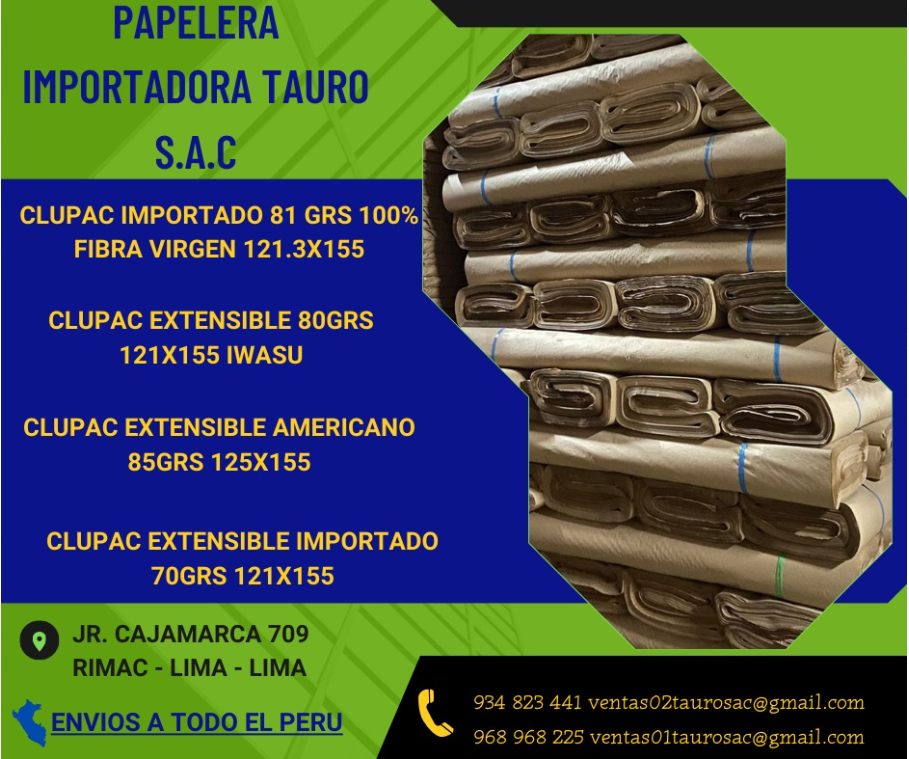 PAPELERA
IMPORTADORA TAURO
S.A.C
CLUPAC IMPORTADO 81 GRS 100%
FIBRA VIRGEN 121.3X155
CLUPAC EXTENSIBLE 80GRS
121X155 IWASU
CLUPAC EXTENSIBLE AMERICANO
85GRS 125X155
CLUPAC EXTENSIBLE IMPORTADO
70GRS 121X155
JR. CAJAMARCA 709
RIMAC - LIMA - LIMA
ENVIOS A TODO EL PERU
934 823 441 ventas02taurosac@gmail.com
968 968 225 ventas01taurosac@gmail.com